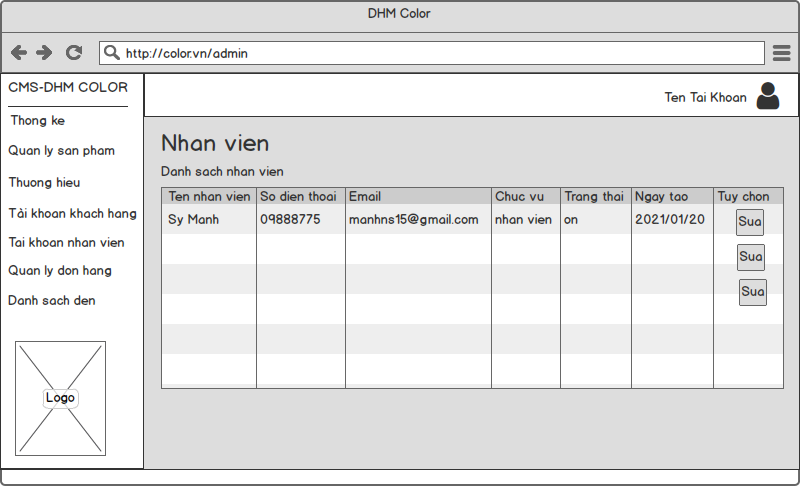 DHM Color
http://color.vn/admin
CMS-DHM COLOR
Ten Tai Khoan
Thong ke
Quan ly san pham
Thuong hieu
Tài khoan khach hang
Tai khoan nhan vien
Quan ly don hang
Danh sach den
Logo
Nhan vien
Danh sach nhan vien
Ten nhan vien So dien thoai Email Chuc vu Trang thai Ngay tao Tuy chon
Sy Manh 09888775 manhns15@gmail.com nhan vien on 2021/01/20 Sua
Sua
Sua